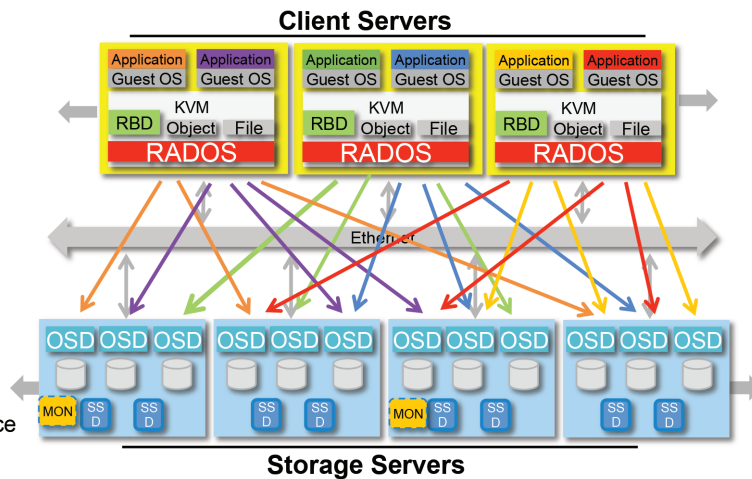 Client Servers
Application Application Application Application Application Application
Guest OS Guest OS Guest OS Guest OS Guest OS Guest OS
KVM KVM KVM
RBD Object File RBD Object File RBD Object File
RADOS RADOS RADOS
Ethernet
OSD OSD OSD OSD OSD OSD OSD OSD OSD OSD OSD OSD
MON SS D SS D SS D SS D MON SS D SS D SS D SS D
ce
Storage Servers